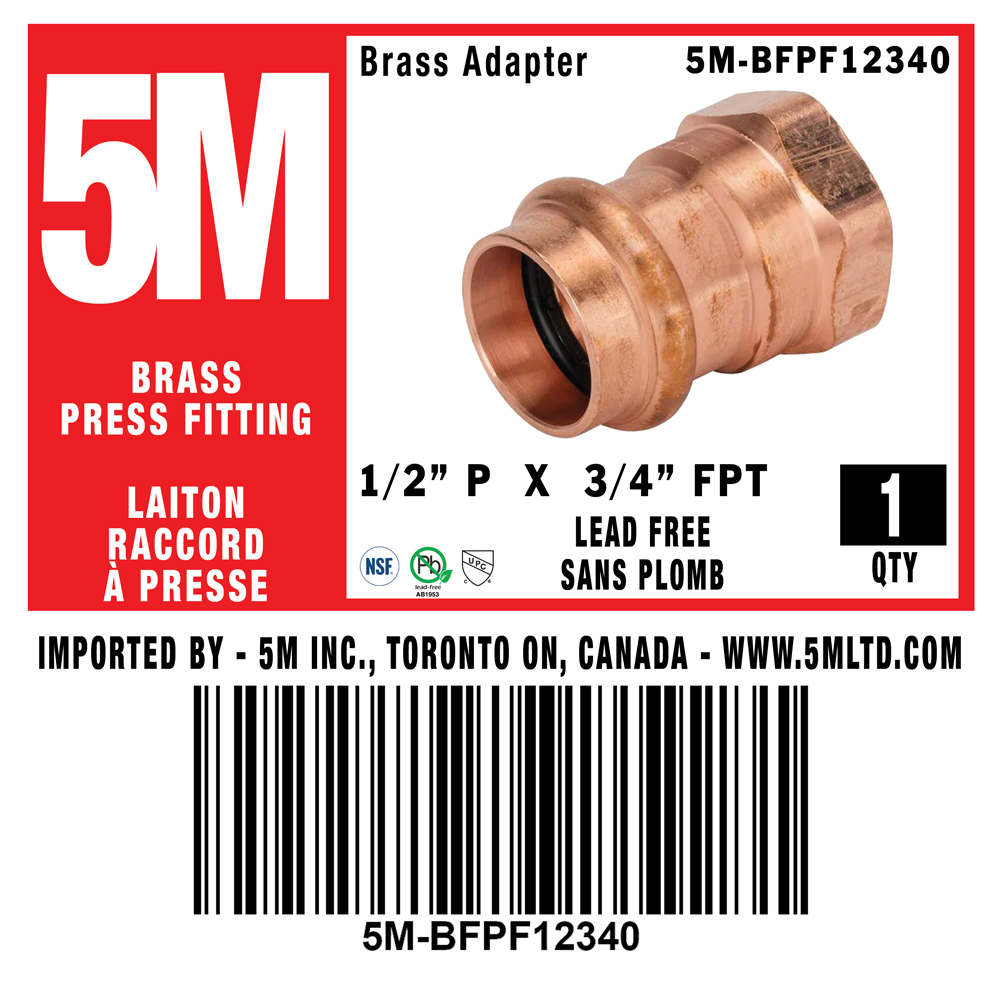 5M
BRASS
PRESS FITTING
LAITON
RACCORD
À PRESSE
Brass Adapter
5M-BFPF12340
1/2” P X 3/4” FPT
LEAD FREE
SANS PLOMB
1
QTY
NSF
Pb
lead-free
AB1953
UPC
C
IMPORTED BY - 5M INC., TORONTO ON, CANADA - WWW.5MLTD.COM
5M-BFPF12340